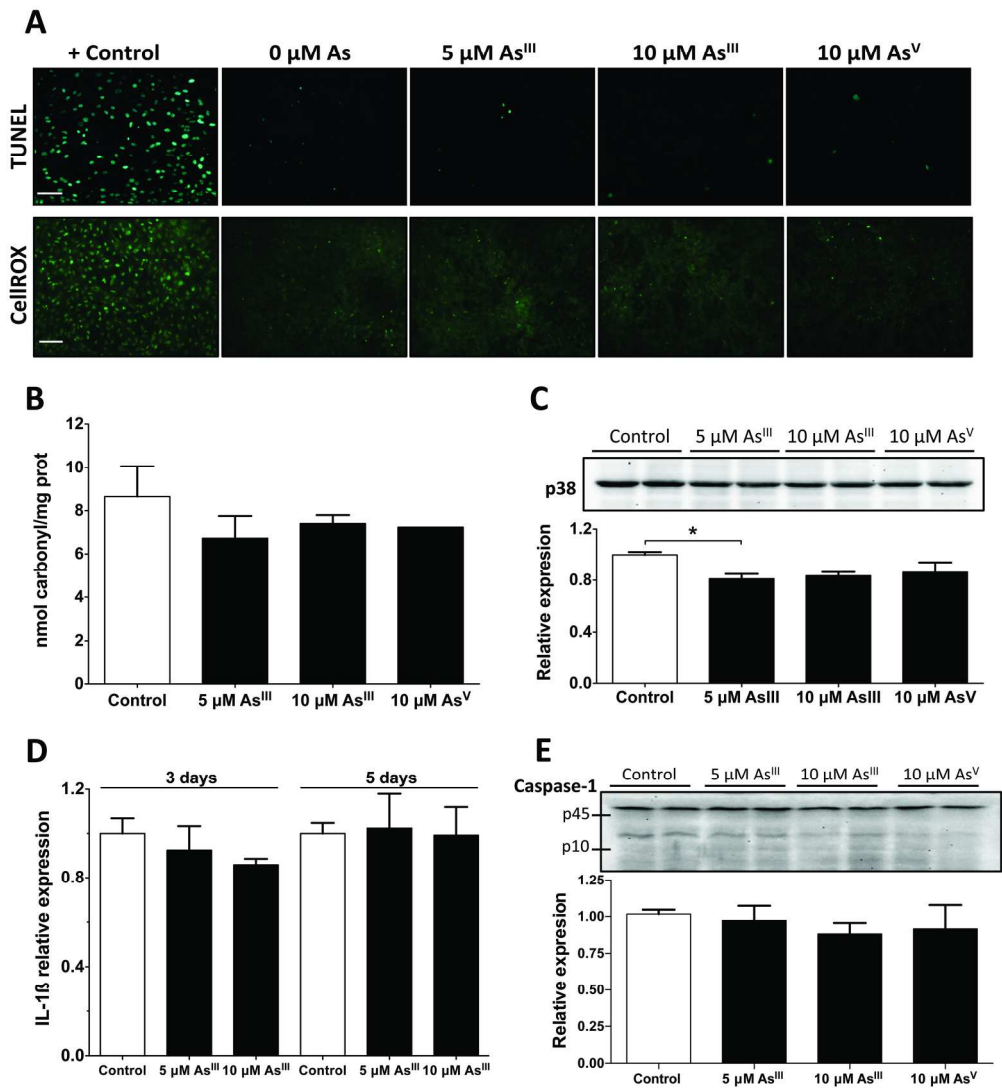 A
+ Control
0 µM As
5 µM Asᴵᴵᴵ
10 µM Asᴵᴵᴵ
10 µM Asⱽ
TUNEL
CellROX
B
nmol carbonyl/mg prot
12
10
8
6
4
2
0
Control
5 µM Asᴵᴵᴵ
10 µM Asᴵᴵᴵ
10 µM Asⱽ
C
Control
5 µM Asᴵᴵᴵ
10 µM Asᴵᴵᴵ
10 µM Asⱽ
p38
Relative expresion
1.2
0.8
0.4
0.0
*
Control
5 µM AsIII
10 µM AsIII
10 µM AsV
D
IL-1ß relative expression
3 days
5 days
1.2
0.8
0.4
0.0
Control
5 µM Asᴵᴵᴵ
10 µM Asᴵᴵᴵ
Control
5 µM Asᴵᴵᴵ
10 µM Asᴵᴵᴵ
E
Control
5 µM Asᴵᴵᴵ
10 µM Asᴵᴵᴵ
10 µM Asⱽ
Caspase-1
p45
p10
Relative expression
1.25
1.00
0.75
0.50
0.25
0.00
Control
5 µM Asᴵᴵᴵ
10 µM Asᴵᴵᴵ
10 µM Asⱽ